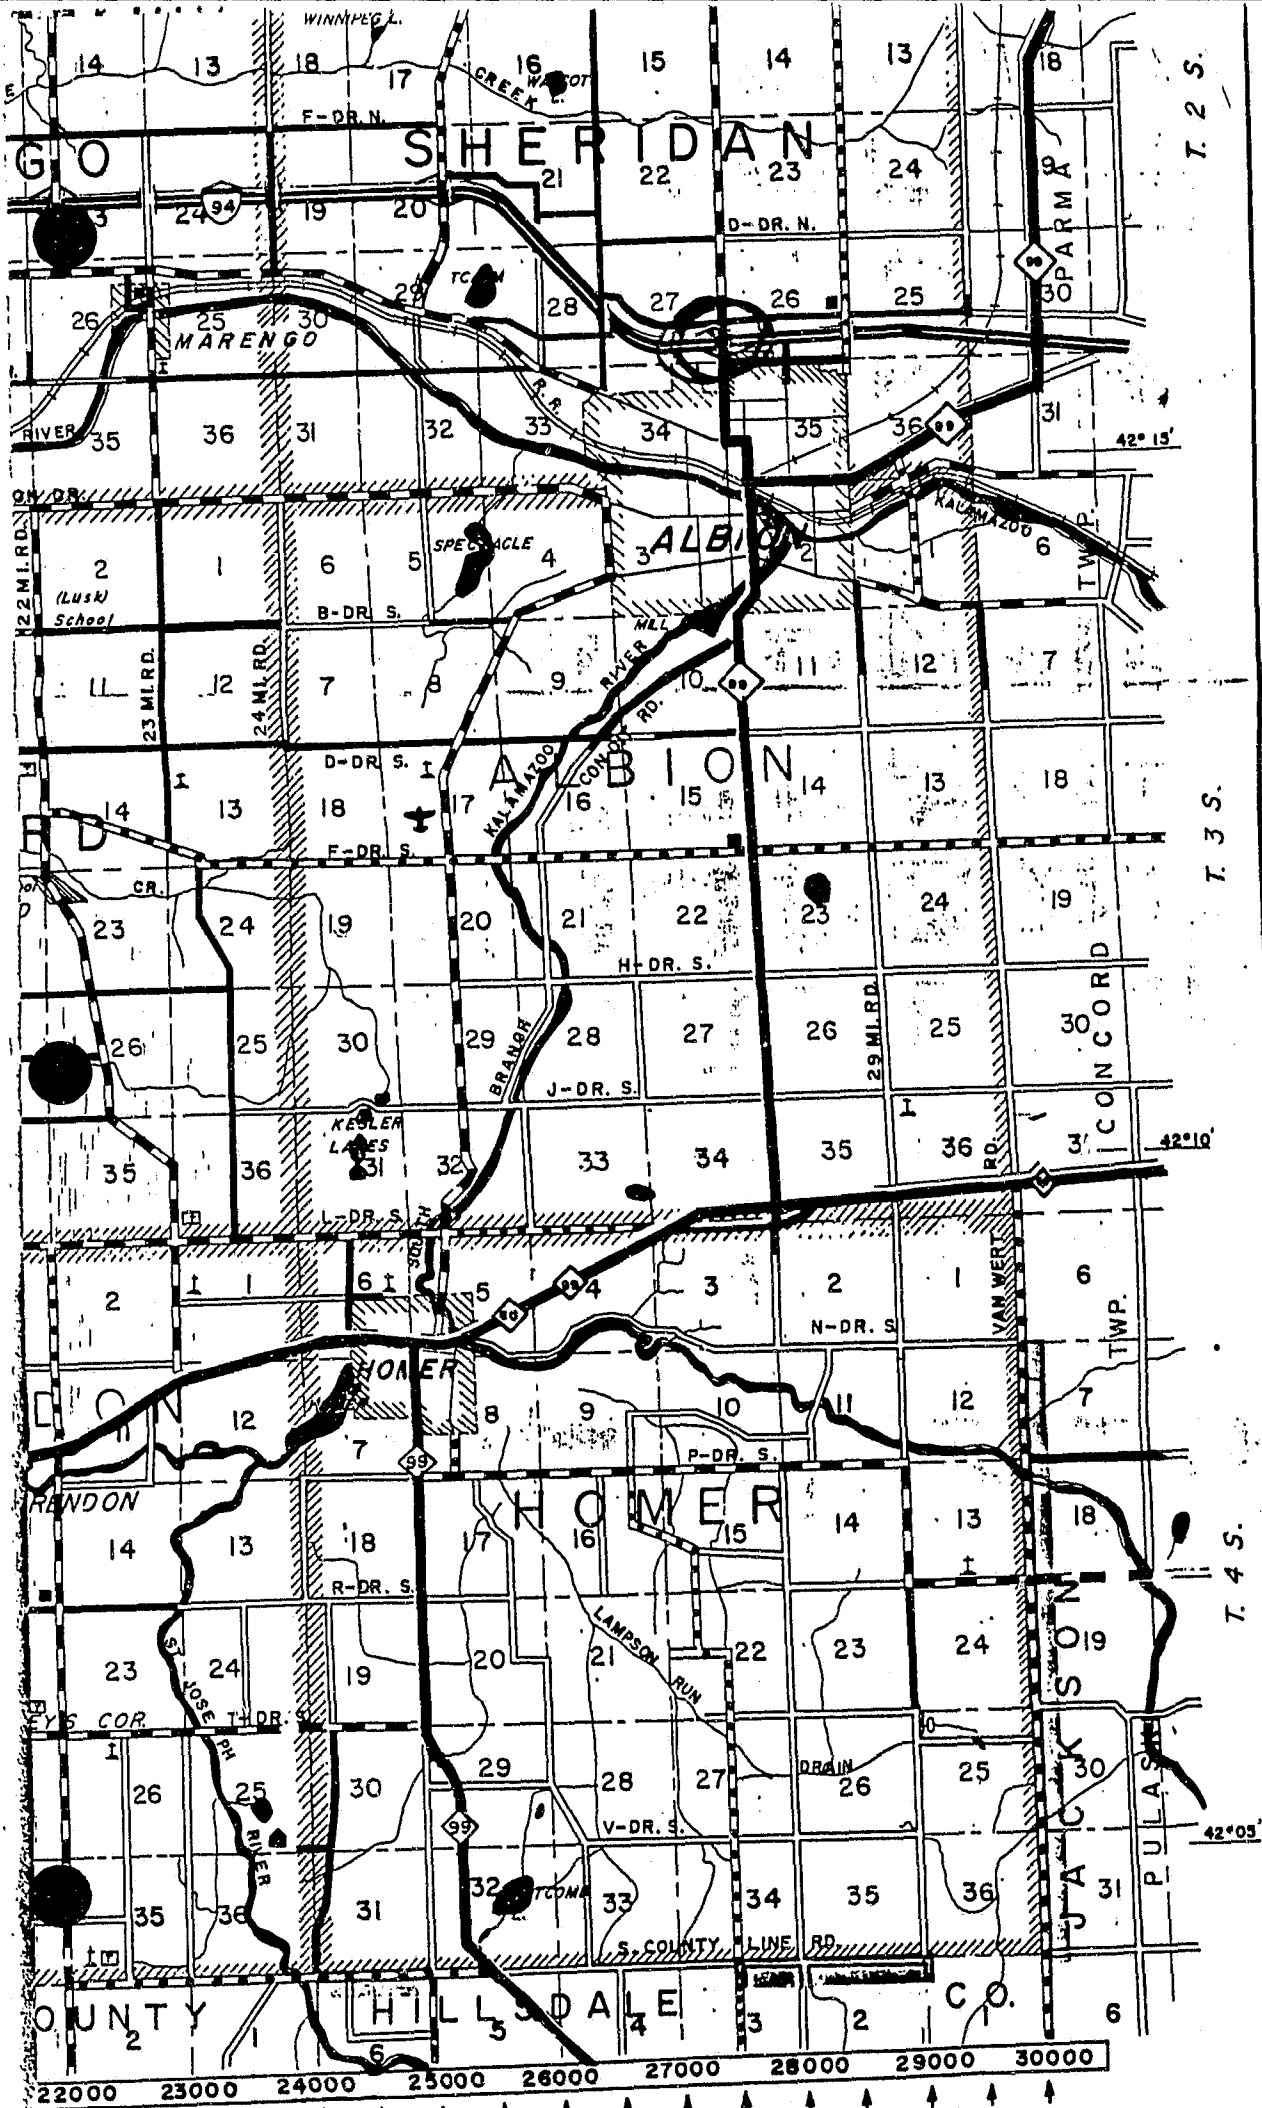 WINNIPEG L.
14 13 18 17 16 15 14 13 18
CREEK
T. 2 S.
F-DR. N.
GO SHERIDAN
21 22 23 24
PARMA
94
24 19 20
D-DR. N.
99
29 28 27 26 25 30
26 25 30
MARENGO
R. R.
RIVER 35 36 31 32 33 34 35 36 99 31
42° 15'
ON DR.
KALAMAZOO
ALBION
SPECTACLE
22 MI. RD. 2 1 6 5 4 3 2 1 6
TWP.
(Lusk)
School
B-DR. S.
MILL
RIVER
23 MI. RD. 24 MI. RD.
11 12 7 8 9 10 99 11 12 7
RD.
D-DR. S.
ALBION
KALAMAZOO
14 13 18 17 16 15 14 13 18
T. 3 S.
RD
F-DR. S.
CR.
23 24 19 20 21 22 23 24 19
H-DR. S.
CONCORD
26 25 30 29 28 27 26 25 30
29 MI. RD.
BRANCH
J-DR. S.
KESLER
LAKES
42°10'
35 36 31 32 33 34 35 36
RD.
L-DR. S.
SOUTH
2 1 6 5 4 3 2 1 6
99
60
VAN WERT
TWP.
N-DR. S
HOMER
12 7 8 9 10 11 12 7
99
P-DR. S.
RENDON
HOMER
14 13 18 17 16 15 14 13 18
T. 4 S.
R-DR. S.
LAMPSON RUN
ST. JOSEPH
23 24 19 20 21 22 23 24 19
JACKSON
Y'S COR. T-DR. S
DRAIN
26 25 30 29 28 27 26 25 30
99
V-DR. S.
42°05'
RIVER
PULAS
35 36 31 32 33 34 35 36 31
S. COUNTY LINE RD.
OUNTY HILLSDALE CO.
2 1 6 5 4 3 2 1 6
22000 23000 24000 25000 26000 27000 28000 29000 30000